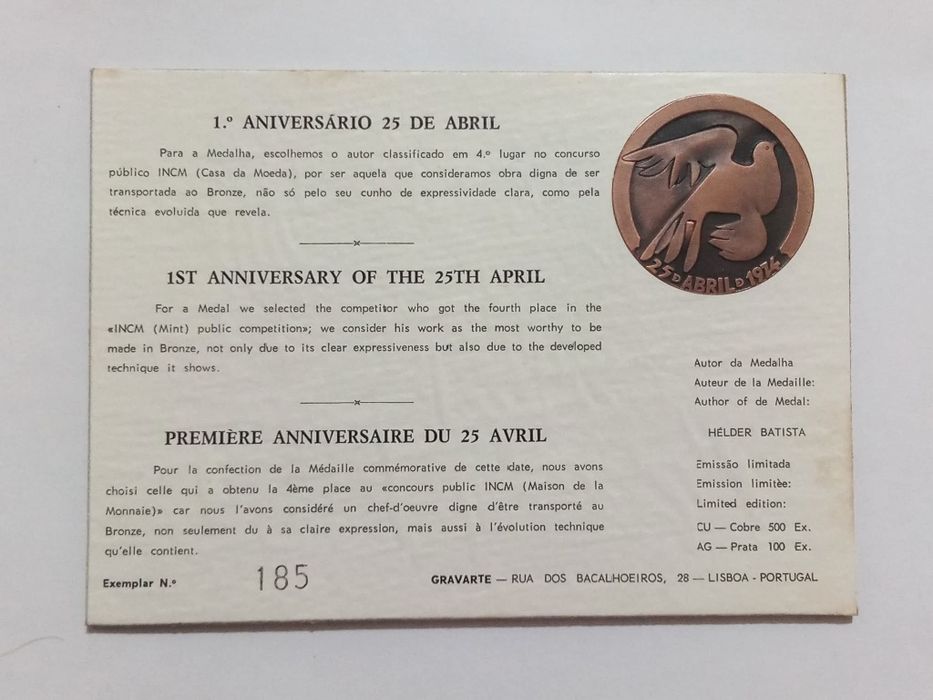 1.º ANIVERSÁRIO 25 DE ABRIL
Para a Medalha, escolhemos o autor classificado em 4.º lugar no concurso
público INCM (Casa da Moeda), por ser aquela que consideramos obra digna de ser
transportada ao Bronze, não só pelo seu cunho de expressividade clara, como pela
técnica evoluida que revela.
1ST ANNIVERSARY OF THE 25TH APRIL
For a Medal we selected the competitor who got the fourth place in the
«INCM (Mint) public competition»; we consider his work as the most worthy to be
made in Bronze, not only due to its clear expressiveness but also due to the developed
technique it shows.
PREMIÈRE ANNIVERSAIRE DU 25 AVRIL
Pour la confection de la Médaille commémorative de cette date, nous avons
choisi celle qui a obtenu la 4ème place au «concours public INCM (Maison de la
Monnaie)» car nous l'avons considéré un chef-d'oeuvre digne d'être transporté au
Bronze, non seulement du à sa claire expression, mais aussi à l'évolution technique
qu'elle contient.
Exemplar N.º 185
25 D ABRIL D 1974
Autor da Medalha
Auteur de la Medaille:
Author of de Medal:
HÉLDER BATISTA
Emissão limitada
Emission limitèe:
Limited edition:
CU — Cobre 500 Ex.
AG — Prata 100 Ex.
GRAVARTE — RUA DOS BACALHOEIROS, 28 — LISBOA - PORTUGAL